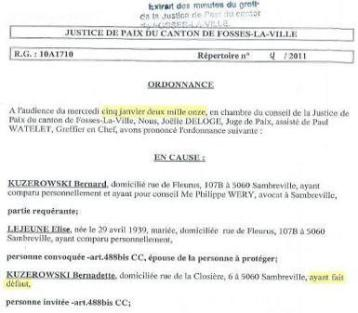 Extrait des minutes du greffe
de la Justice de Paix du canton
de FOSSES-LA-VILLE
JUSTICE DE PAIX DU CANTON DE FOSSES-LA-VILLE
R.G. : 10A1710
Répertoire n° 4 / 2011
ORDONNANCE
A l'audience du mercredi cinq janvier deux mille onze, en chambre du conseil de la Justice de
Paix du canton de Fosses-La-Ville, Nous, Joëlle DELOGE, Juge de Paix, assisté de Paul
WATELET, Greffier en Chef, avons prononcé l'ordonnance suivante :
EN CAUSE :
KUZEROWSKI Bernard, domicilié rue de Fleurus, 107B à 5060 Sambreville, ayant
comparu personnellement et ayant pour conseil Me Philippe WERY, avocat à Sambreville,
partie requérante;
LEJEUNE Elise, née le 29 avril 1939, mariée, domiciliée rue de Fleurus, 107B à 5060
Sambreville, ayant comparu personnellement,
personne convoquée -art.488bis CC, épouse de la personne à protéger;
KUZEROWSKI Bernadette, domiciliée rue de la Closière, 6 à 5060 Sambreville, ayant fait
défaut,
personne invitée -art.488bis CC;